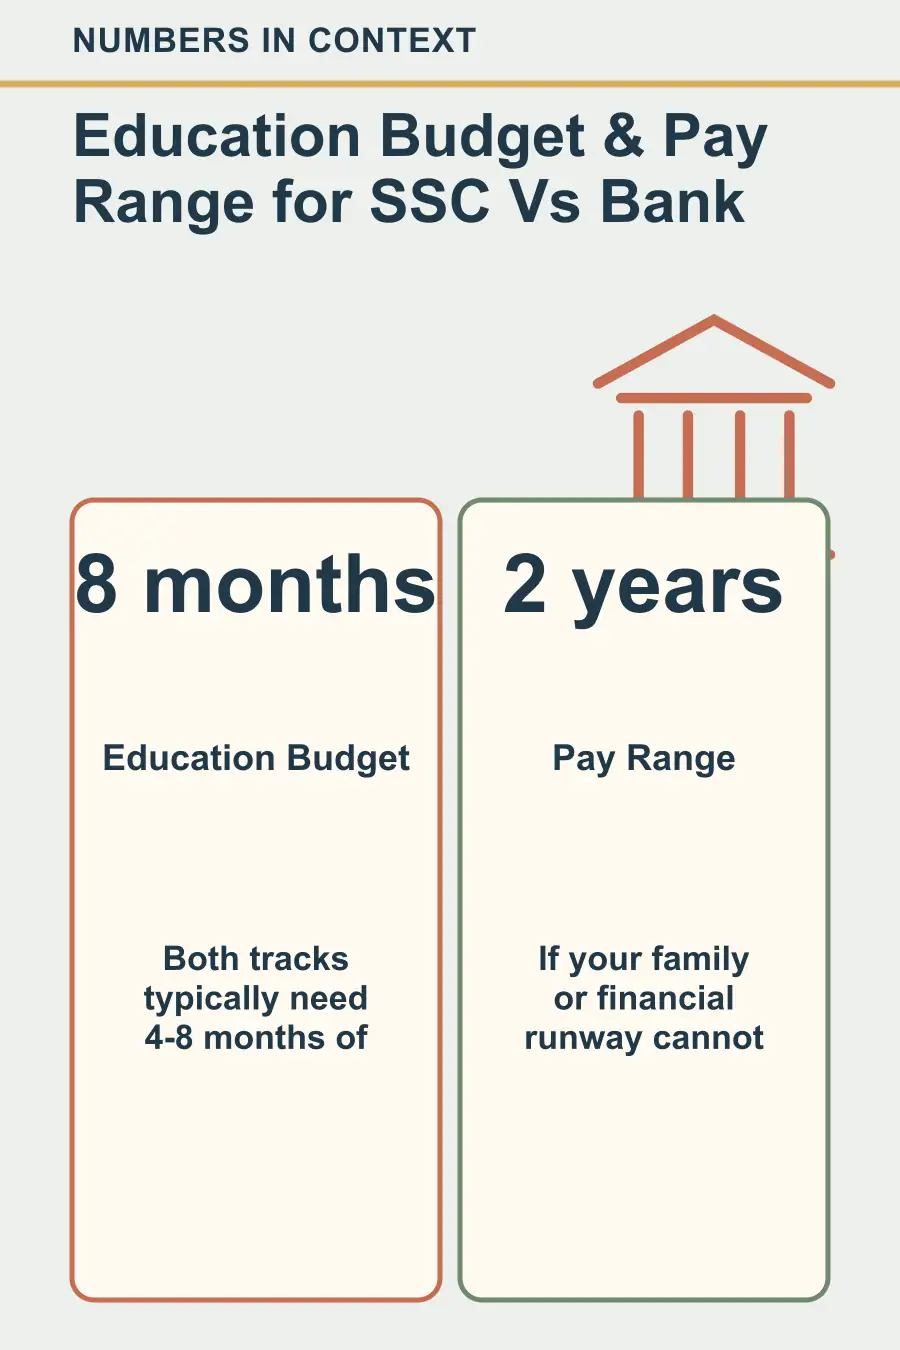 NUMBERS IN CONTEXT
Education Budget & Pay
Range for SSC Vs Bank
8 months
Education Budget
Both tracks
typically need
4-8 months of
2 years
Pay Range
If your family
or financial
runway cannot